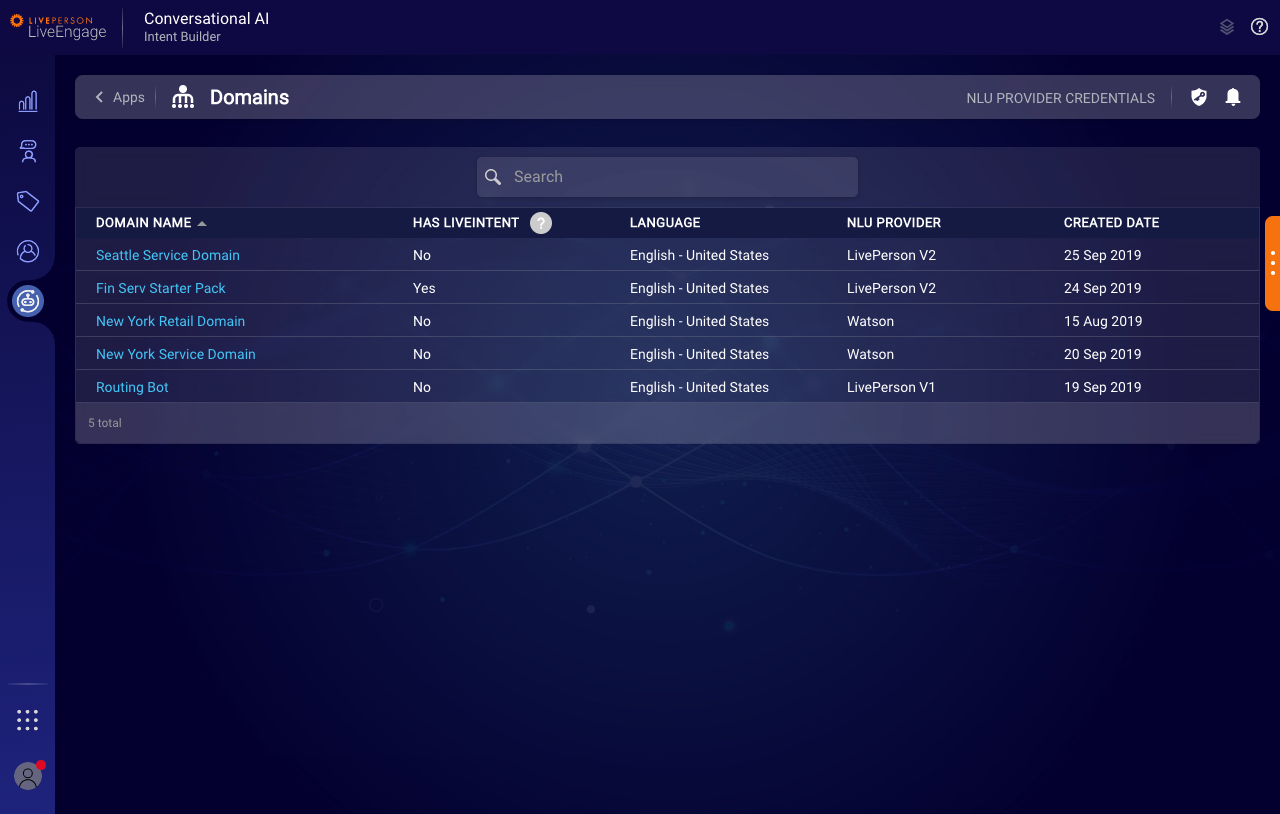 LIVEPERSON
LiveEngage
Conversational AI
Intent Builder
Apps
Domains
NLU PROVIDER CREDENTIALS
Search
DOMAIN NAME HAS LIVEINTENT ? LANGUAGE NLU PROVIDER CREATED DATE
Seattle Service Domain No English - United States LivePerson V2 25 Sep 2019
Fin Serv Starter Pack Yes English - United States LivePerson V2 24 Sep 2019
New York Retail Domain No English - United States Watson 15 Aug 2019
New York Service Domain No English - United States Watson 20 Sep 2019
Routing Bot No English - United States LivePerson V1 19 Sep 2019
5 total